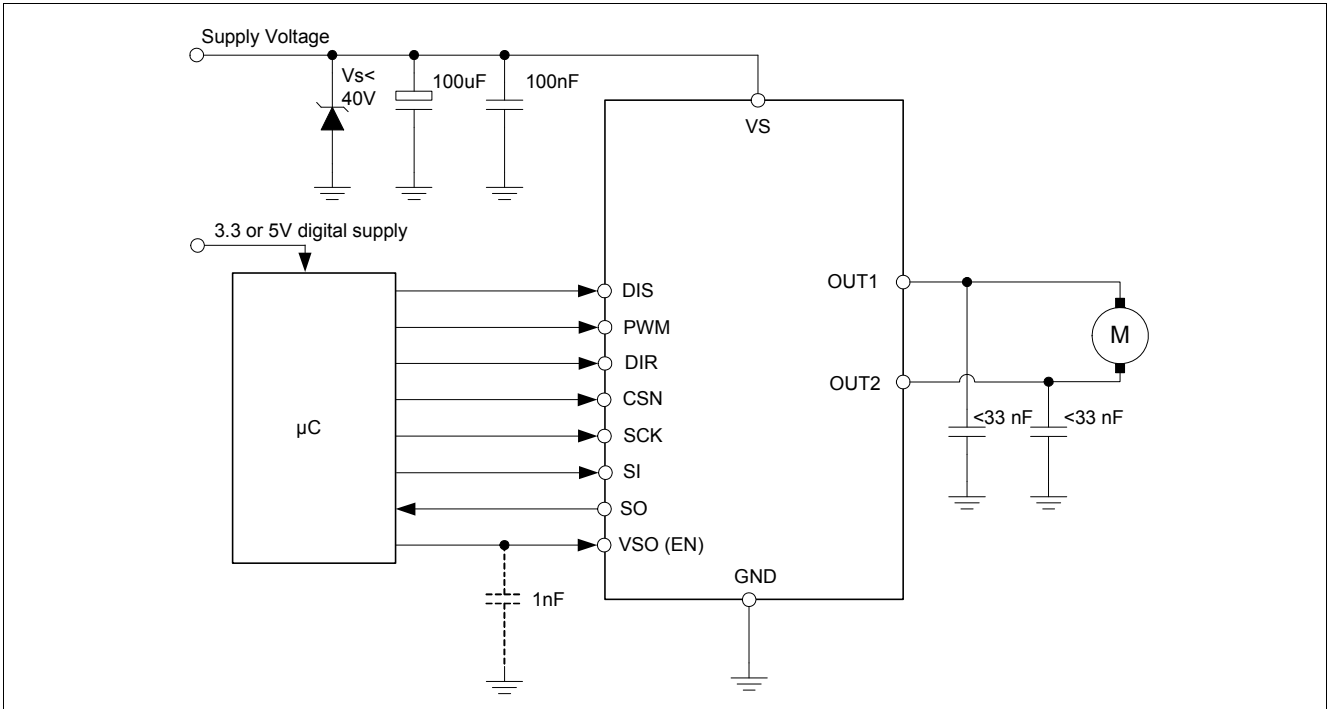 Supply Voltage
Vs<
40V
100uF
100nF
VS
3.3 or 5V digital supply
µC
DIS
PWM
DIR
CSN
SCK
SI
SO
VSO (EN)
1nF
GND
OUT1
OUT2
M
<33 nF
<33 nF